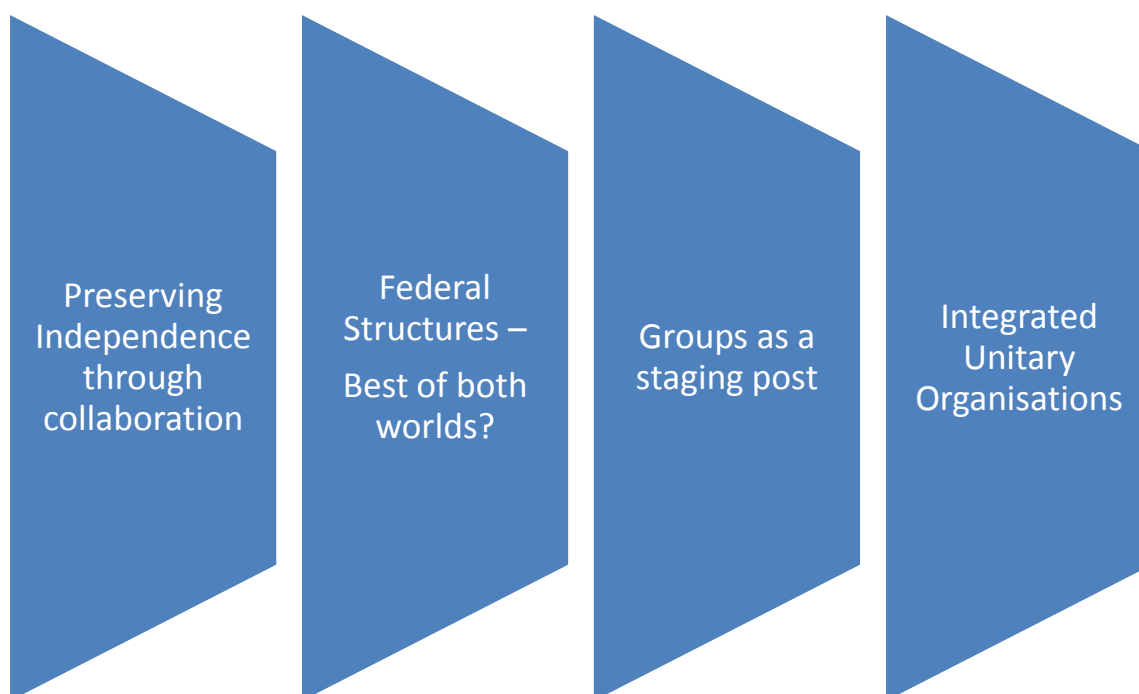 Preserving
Independence
through
collaboration
Federal
Structures –
Best of both
worlds?
Groups as a
staging post
Integrated
Unitary
Organisations